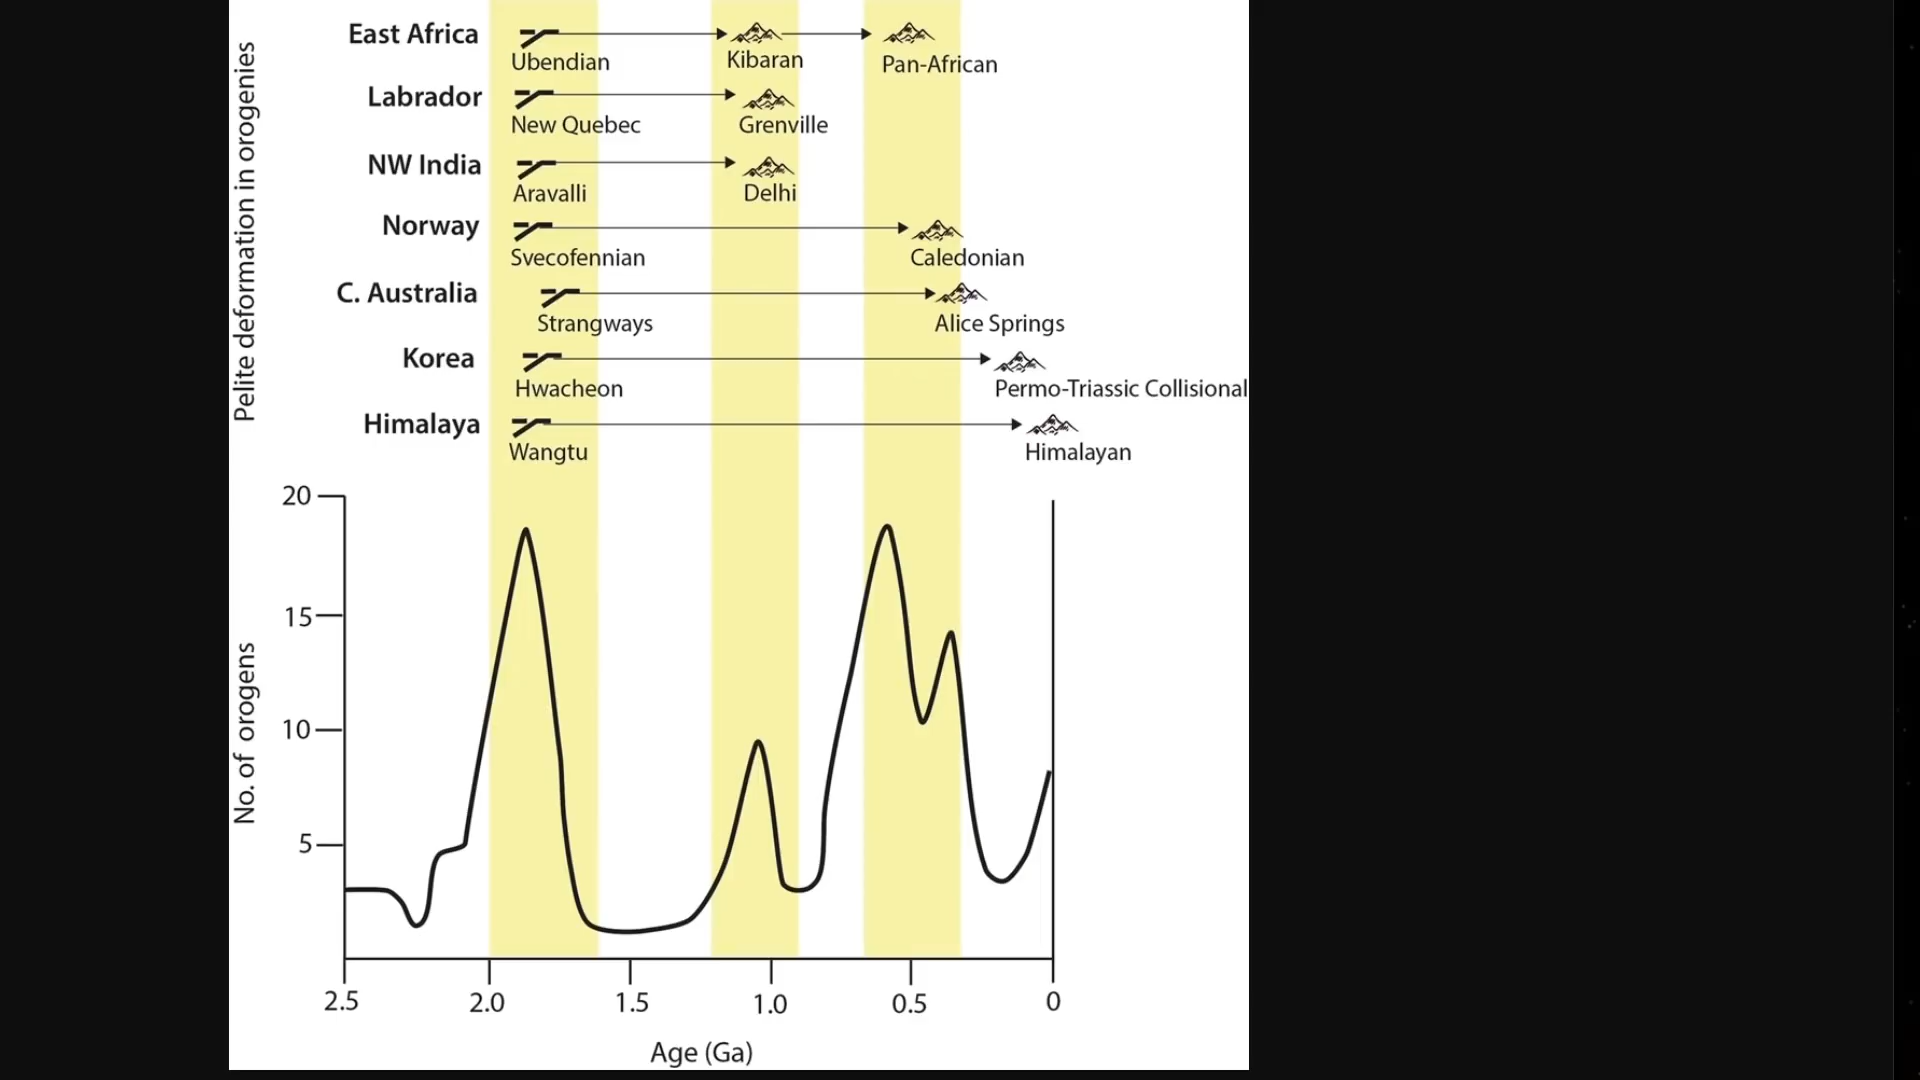 Pelite deformation in orogenies
East Africa
Ubendian
Kibaran
Pan-African
Labrador
New Quebec
Grenville
NW India
Aravalli
Delhi
Norway
Svecofennian
Caledonian
C. Australia
Strangways
Alice Springs
Korea
Hwacheon
Permo-Triassic Collisional
Himalaya
Wangtu
Himalayan
No. of orogens
20
15
10
5
2.5
2.0
1.5
1.0
0.5
0
Age (Ga)